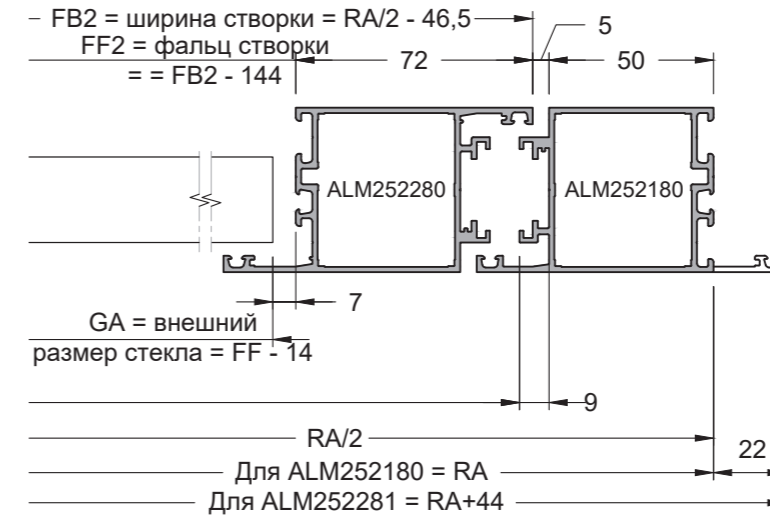 FB2 = ширина створки = RA/2 - 46,5
5
FF2 = фальц створки
72
50
= = FB2 - 144
ALM252280
ALM252180
7
GA = внешний
размер стекла = FF - 14
9
RA/2
22
Для ALM252180 = RA
Для ALM252281 = RA+44